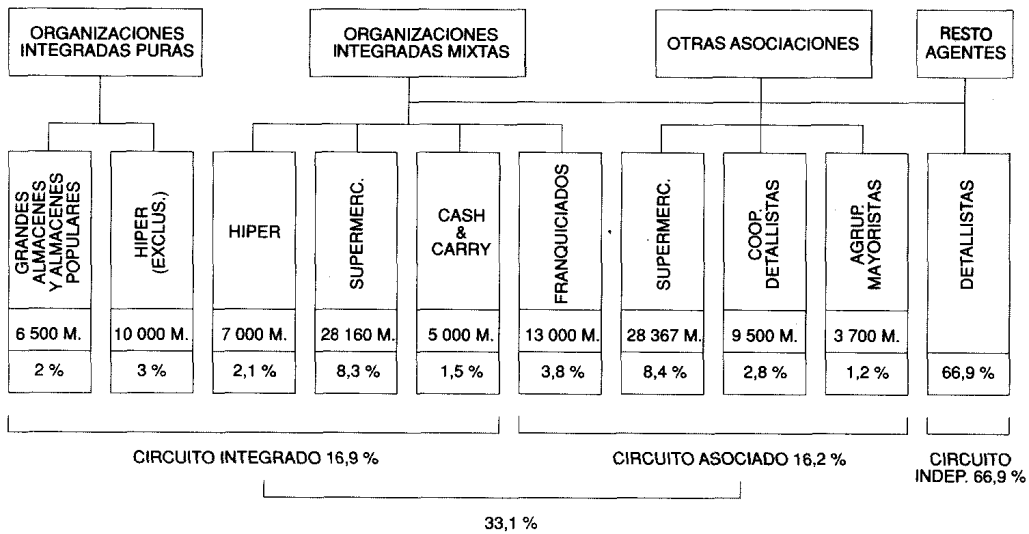 ORGANIZACIONES
INTEGRADAS PURAS
ORGANIZACIONES
INTEGRADAS MIXTAS
OTRAS ASOCIACIONES
RESTO
AGENTES
GRANDES
ALMACENES
Y ALMACENES
POPULARES
HIPER
(EXCLUS.)
HIPER
SUPERMERC.
CASH
&
CARRY
FRANQUICIADOS
SUPERMERC.
COOP.
DETALLISTAS
AGRUP.
MAYORISTAS
DETALLISTAS
6 500 M.
10 000 M.
7 000 M.
28 160 M.
5 000 M.
13 000 M.
28 367 M.
9 500 M.
3 700 M.
2 %
3 %
2,1 %
8,3 %
1,5 %
3,8 %
8,4 %
2,8 %
1,2 %
66,9 %
CIRCUITO INTEGRADO 16,9 %
CIRCUITO ASOCIADO 16,2 %
CIRCUITO
INDEP. 66,9 %
33,1 %